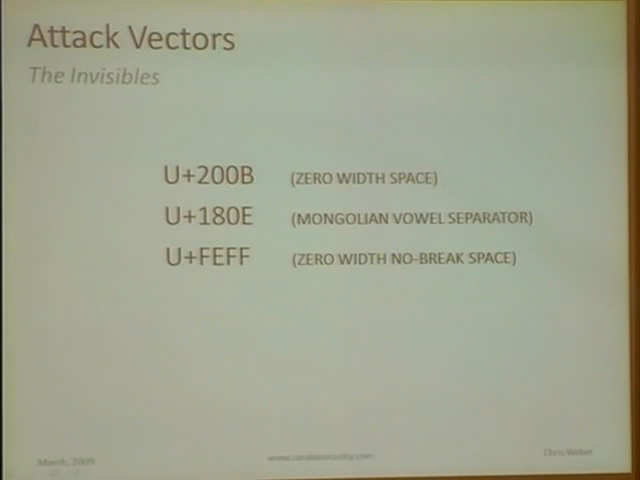 Attack Vectors
The Invisibles
U+200B (ZERO WIDTH SPACE)
U+180E (MONGOLIAN VOWEL SEPARATOR)
U+FEFF (ZERO WIDTH NO-BREAK SPACE)
March, 2009 www.casabasecurity.com Chris Weber